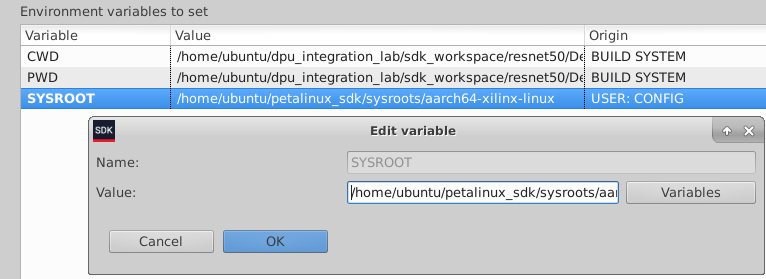 Environment variables to set
Variable Value Origin
CWD /home/ubuntu/dpu_integration_lab/sdk_workspace/resnet50/De BUILD SYSTEM
PWD /home/ubuntu/dpu_integration_lab/sdk_workspace/resnet50/De BUILD SYSTEM
SYSROOT /home/ubuntu/petalinux_sdk/sysroots/aarch64-xilinx-linux USER: CONFIG
SDK Edit variable
Name: SYSROOT
Value: /home/ubuntu/petalinux_sdk/sysroots/aar Variables
Cancel OK